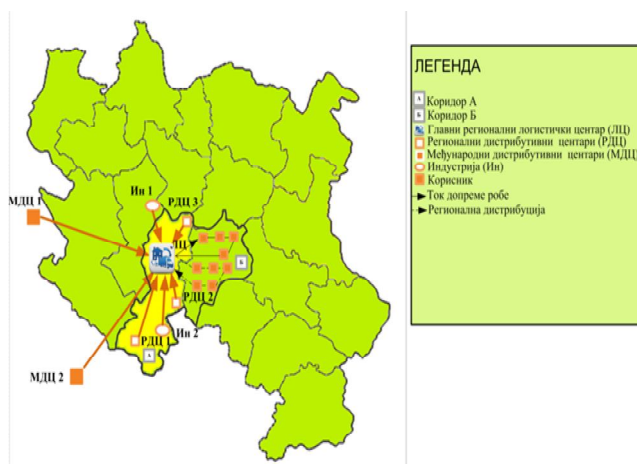 Ин 1
РДЦ 3
МДЦ 1
ЛЦ
Б
РДЦ 2
Ин 2
РДЦ 1
А
МДЦ 2
ЛЕГЕНДА
А Коридор А
Б Коридор Б
Главни регионални логистички центар (ЛЦ)
Регионални дистрибутивни центари (РДЦ)
Међународни дистрибутивни центари (МДЦ)
Индустрија (Ин)
Корисник
Ток допреме робе
Регионална дистрибуција